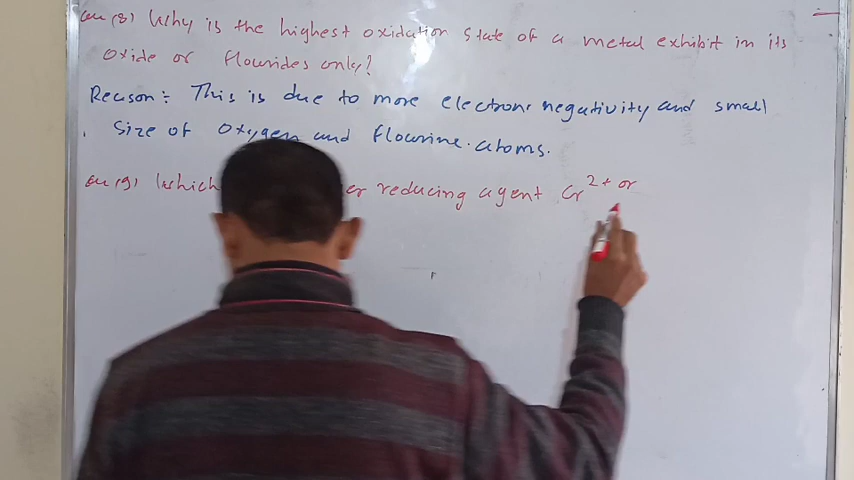 Qu (8) Why is the highest oxidation state of a metal exhibit in its
Oxide or flourides only?
Reason:- This is due to more electron negativity and small
size of oxygen and flourine atoms.
Qu (9) Which er reducing agent Cr2+ or